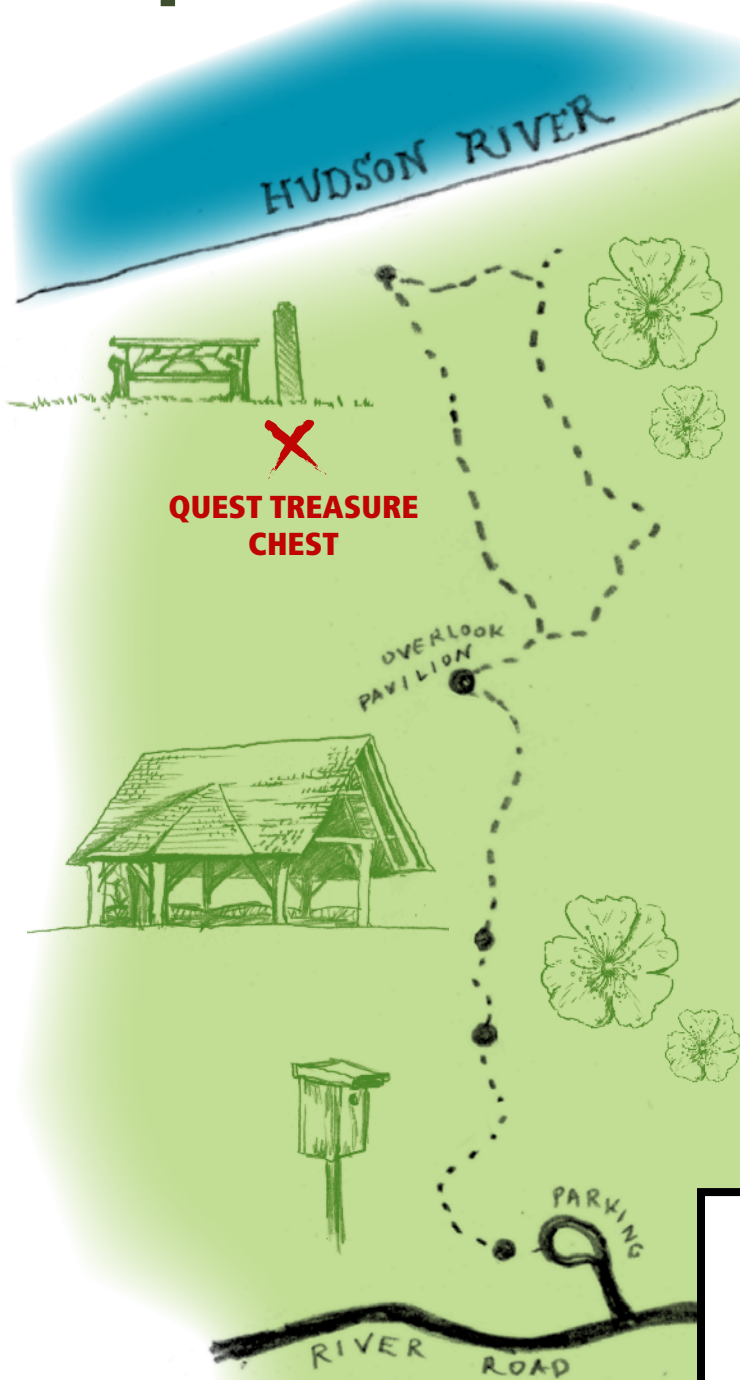 HUDSON RIVER
QUEST TREASURE
CHEST
OVERLOOK
PAVILION
PARKING
RIVER ROAD